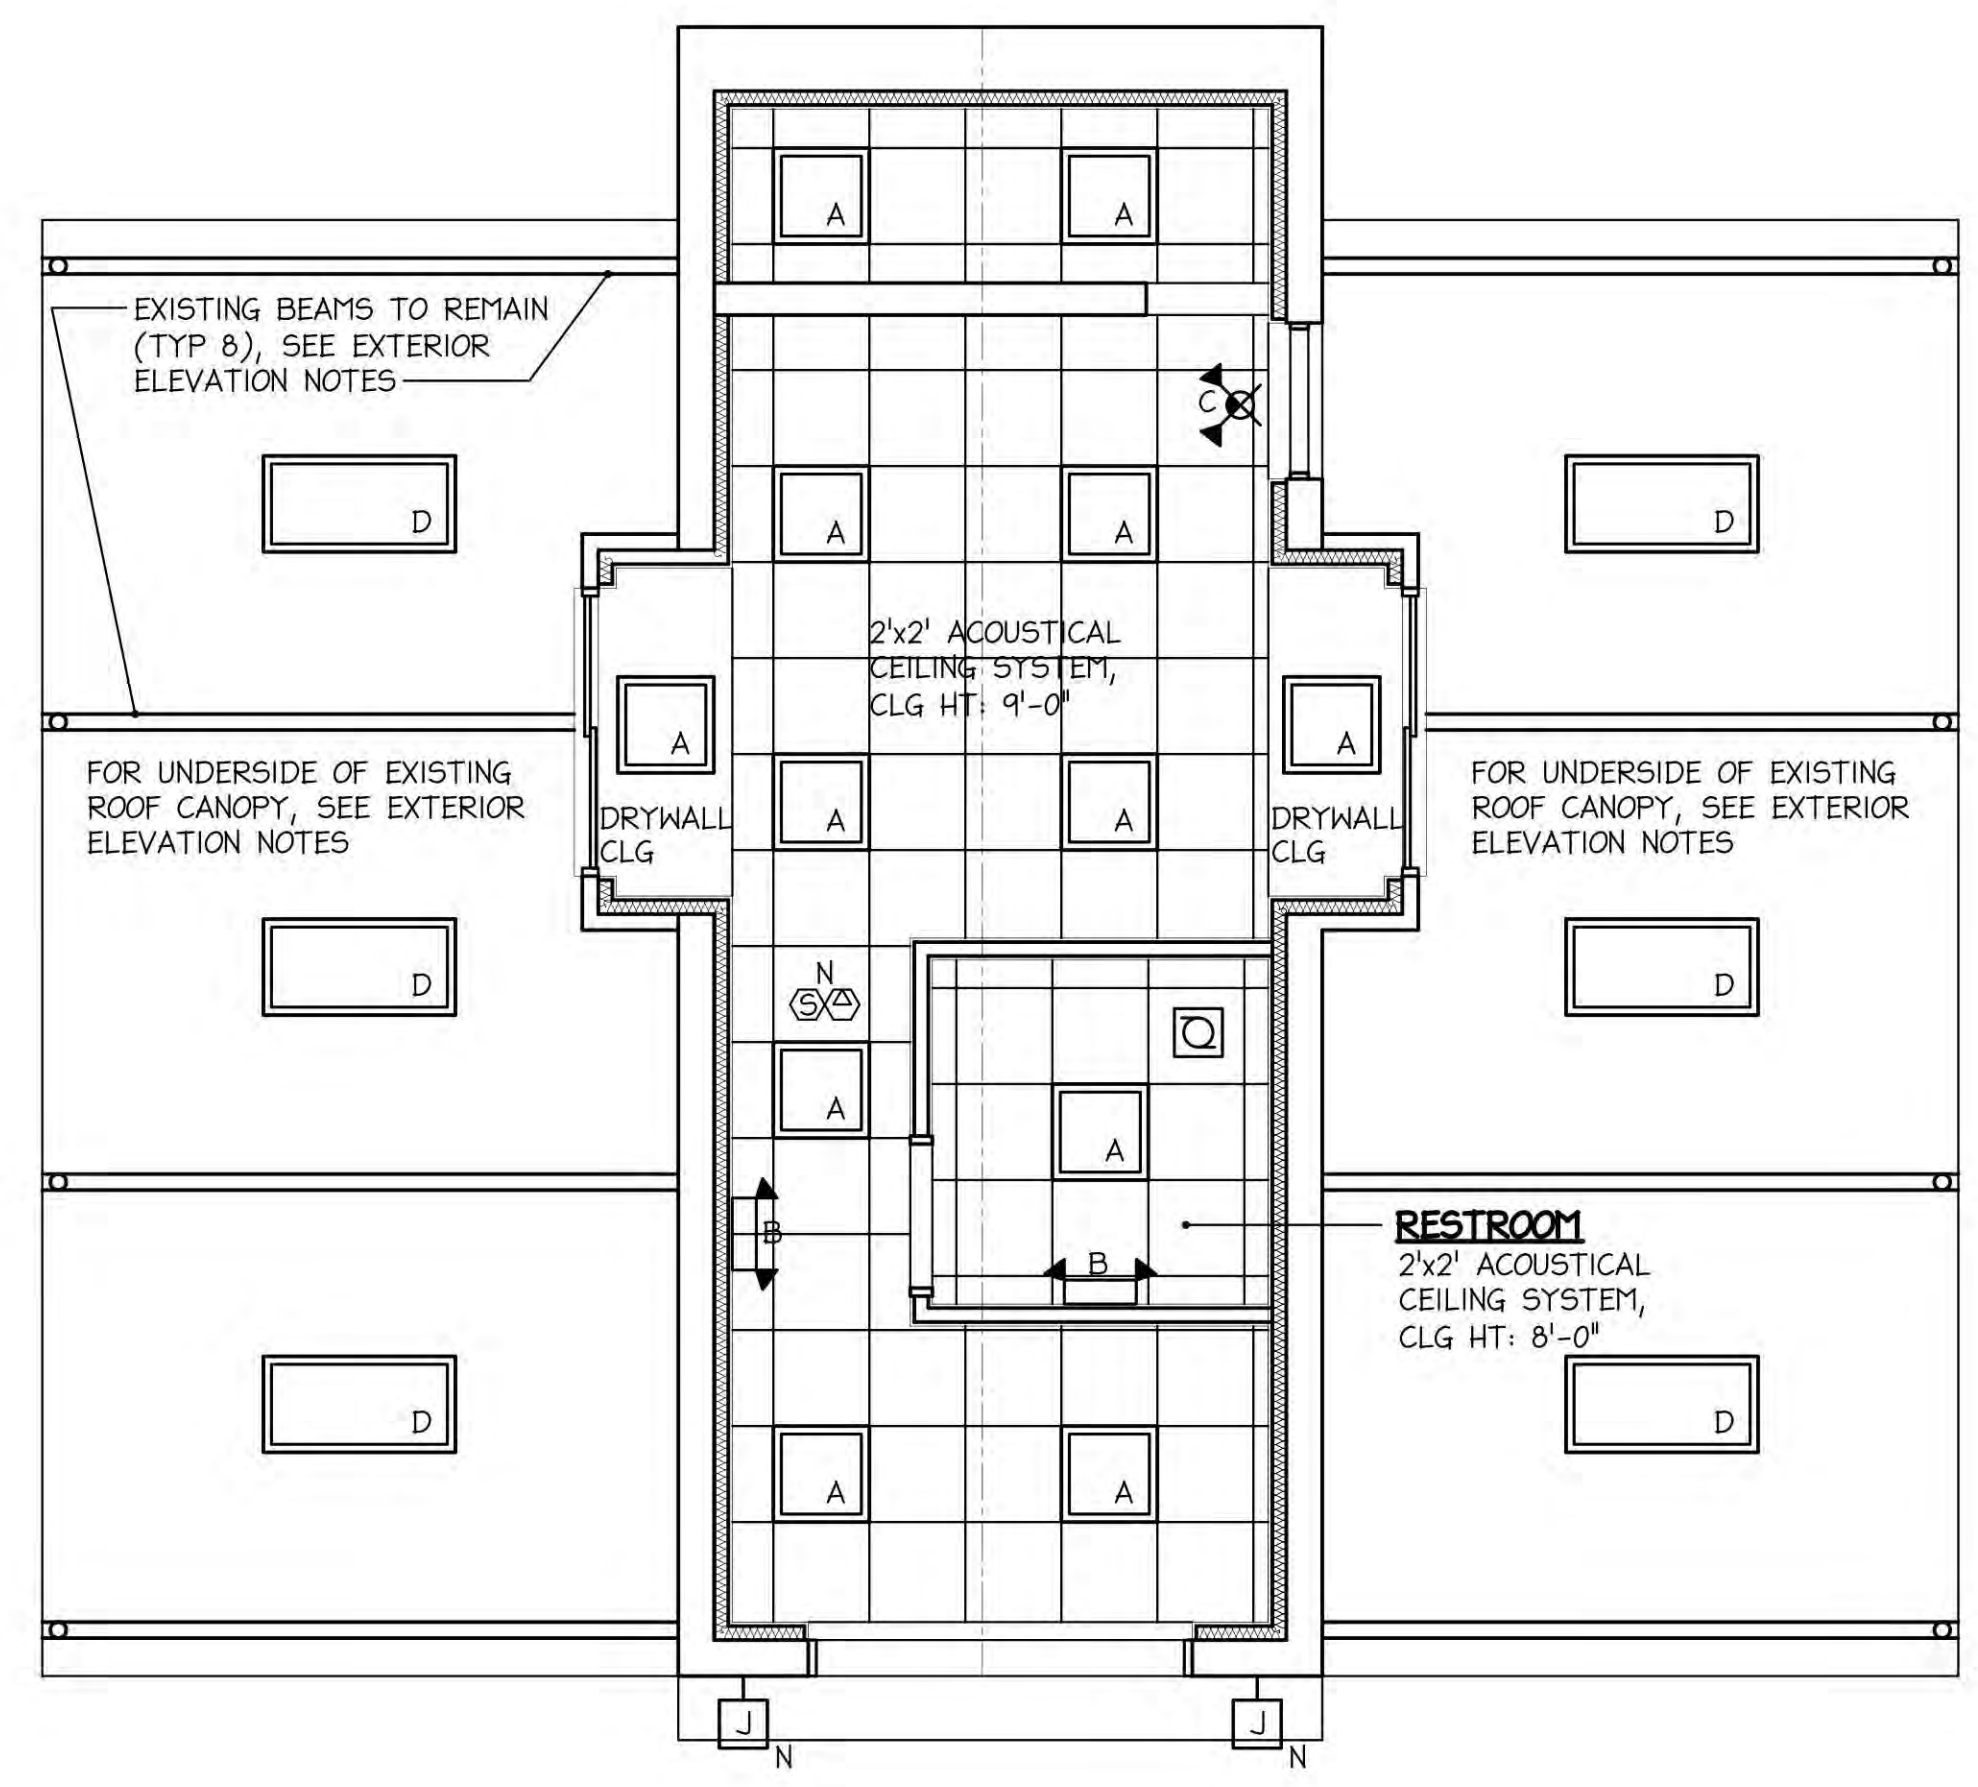 A
A
EXISTING BEAMS TO REMAIN
(TYP 8), SEE EXTERIOR
ELEVATION NOTES
C
D
A
A
D
2'x2' ACOUSTICAL
CEILING SYSTEM,
CLG HT: 9'-0"
A
A
FOR UNDERSIDE OF EXISTING
ROOF CANOPY, SEE EXTERIOR
ELEVATION NOTES
DRYWALL
CLG
A
A
DRYWALL
CLG
FOR UNDERSIDE OF EXISTING
ROOF CANOPY, SEE EXTERIOR
ELEVATION NOTES
D
N
S
D
A
A
B
B
RESTROOM
2'x2' ACOUSTICAL
CEILING SYSTEM,
CLG HT: 8'-0"
D
D
A
A
J
N
J
N